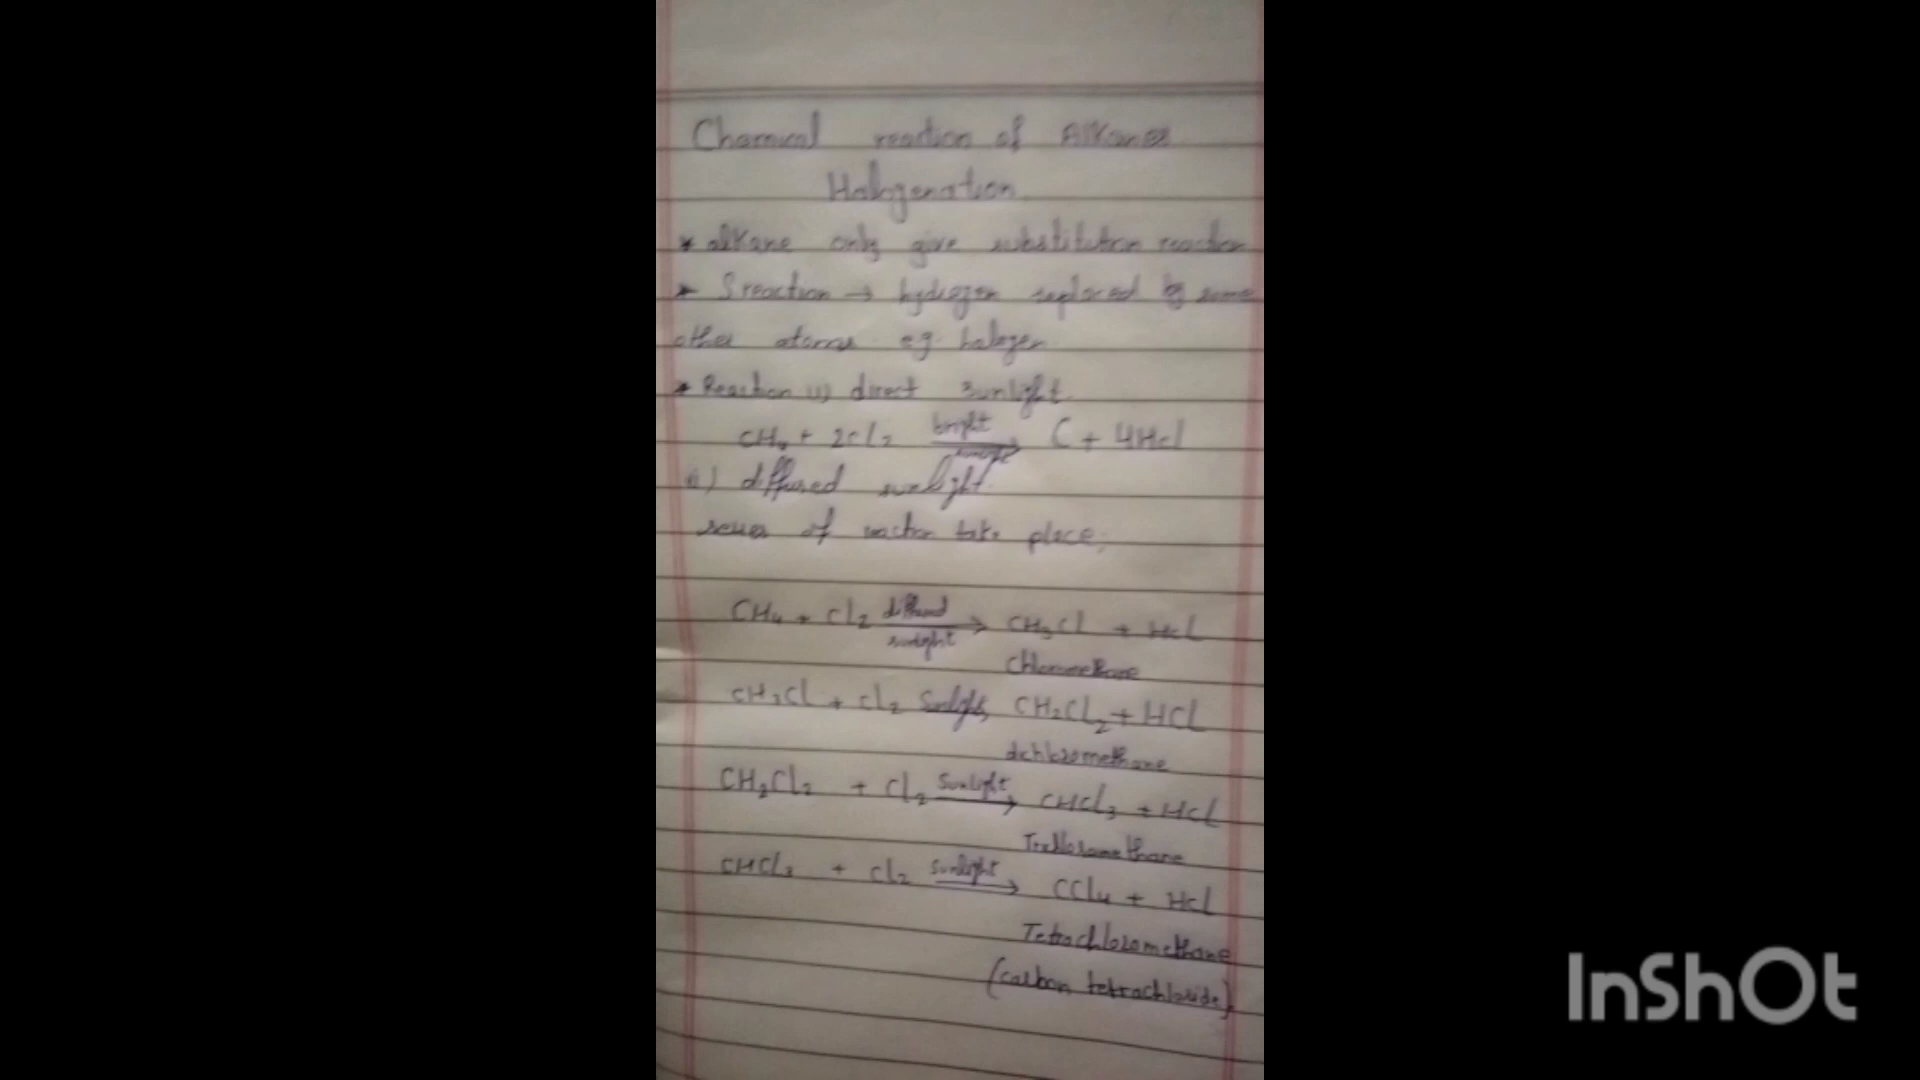 Chemical reaction of Alkanes
Halogenation
* alkane only give substitution reaction
* S reaction → hydrogen replaced by some
other atoms eg. halogen
* Reaction i) direct sunlight
CH₄ + 2Cl₂ bright sunlight → C + 4Hcl
ii) diffused sunlight
series of reaction take place;
CH₄ + Cl₂ diffused sunlight → CH₃Cl + Hcl
Chloromethane
CH₃Cl + Cl₂ Sunlight CH₂Cl₂ + HCl
dichloromethane
CH₂Cl₂ + Cl₂ Sunlight → CHCl₃ + Hcl
CHCl₃ + Cl₂ sunlight → CCl₄ + Hcl
Tetrachloromethane
(carbon tetrachloride)
InShOt